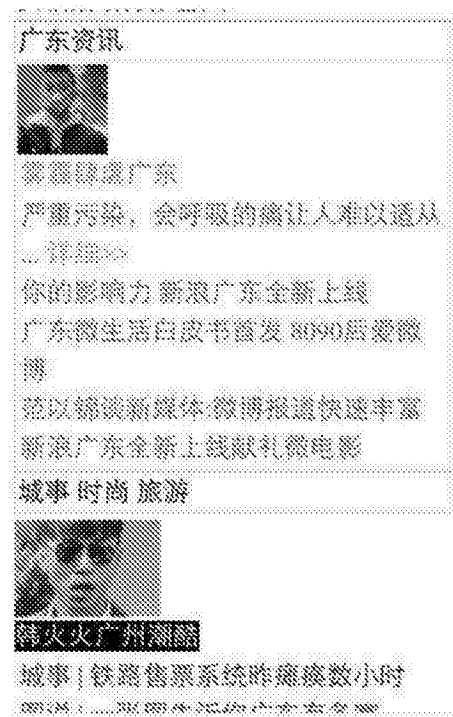 广东资讯
雾霾肆虐广东
严重污染，会呼吸的痛让人难以适从
... 详细>>
你的影响力 新浪广东全新上线
广东微生活白皮书首发 8090后爱微
博
范以锦谈新媒体:微博报道快速丰富
新浪广东全新上线献礼微电影
城事 时尚 旅游
城事 | 铁路售票系统昨瘫痪数小时